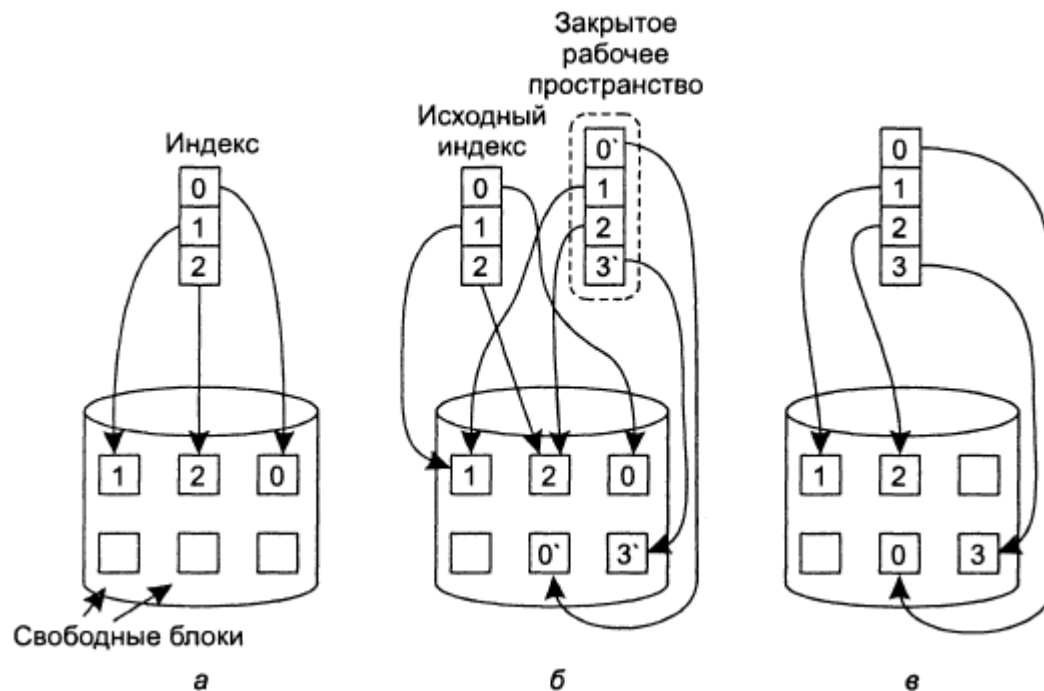 Закрытое
рабочее
пространство
Исходный
индекс
Индекс
0
1
2
0
1
2
0`
1
2
3`
0
1
2
3
1 2 0
1 2 0
0` 3`
1 2
0 3
Свободные блоки
а б в